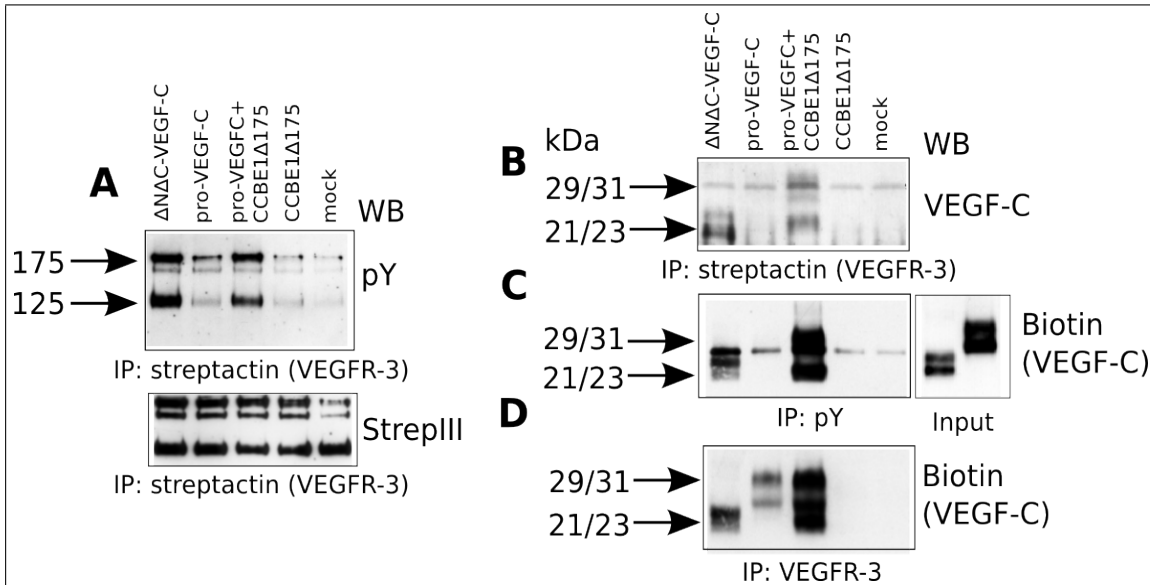 A
ΔNΔC-VEGF-C
pro-VEGF-C
pro-VEGFC+
CCBE1Δ175
CCBE1Δ175
mock
WB
175
125
pY
IP: streptactin (VEGFR-3)
StrepIII
IP: streptactin (VEGFR-3)
B
kDa
ΔNΔC-VEGF-C
pro-VEGF-C
pro-VEGFC+
CCBE1Δ175
CCBE1Δ175
mock
WB
29/31
21/23
VEGF-C
IP: streptactin (VEGFR-3)
C
29/31
21/23
Biotin
(VEGF-C)
IP: pY
Input
D
29/31
21/23
Biotin
(VEGF-C)
IP: VEGFR-3